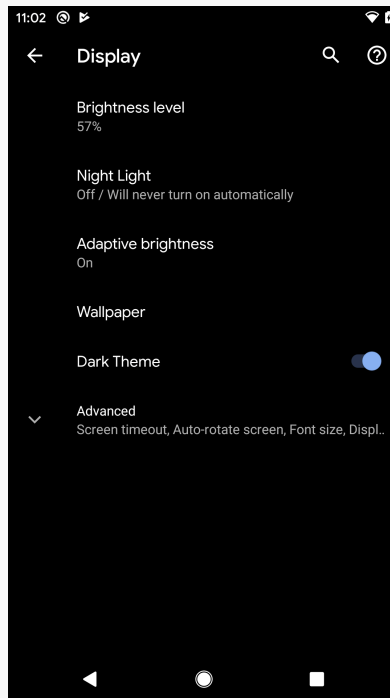 11:02
Display
Brightness level
57%
Night Light
Off / Will never turn on automatically
Adaptive brightness
On
Wallpaper
Dark Theme
Advanced
Screen timeout, Auto-rotate screen, Font size, Displ..